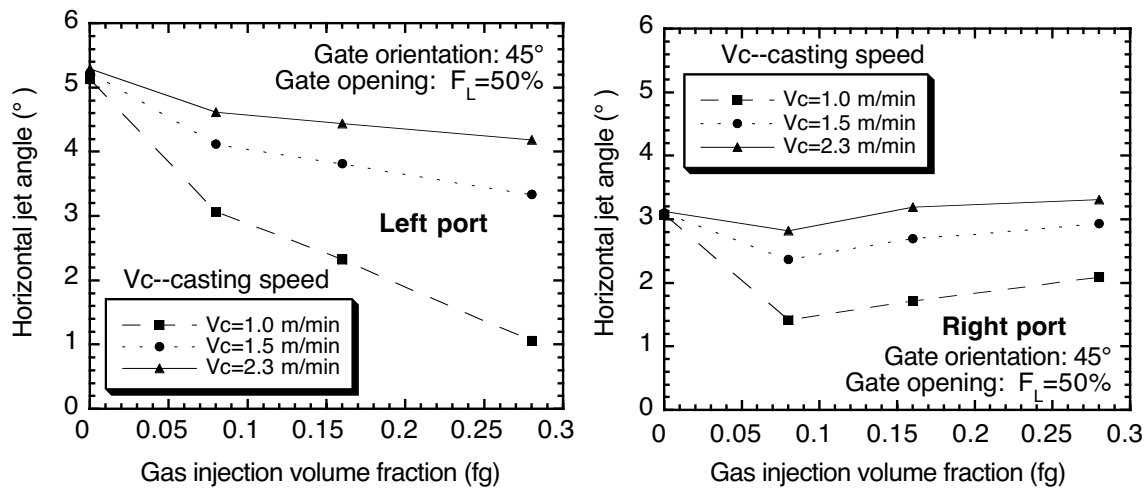 Horizontal jet angle (°)
6
5
4
3
2
1
0
Gate orientation: 45°
Gate opening: F_L=50%
Left port
Vc--casting speed
Vc=1.0 m/min
Vc=1.5 m/min
Vc=2.3 m/min
0 0.05 0.1 0.15 0.2 0.25 0.3
Gas injection volume fraction (fg)
Horizontal jet angle (°)
6
5
4
3
2
1
0
Vc--casting speed
Vc=1.0 m/min
Vc=1.5 m/min
Vc=2.3 m/min
Right port
Gate orientation: 45°
Gate opening: F_L=50%
0 0.05 0.1 0.15 0.2 0.25 0.3
Gas injection volume fraction (fg)